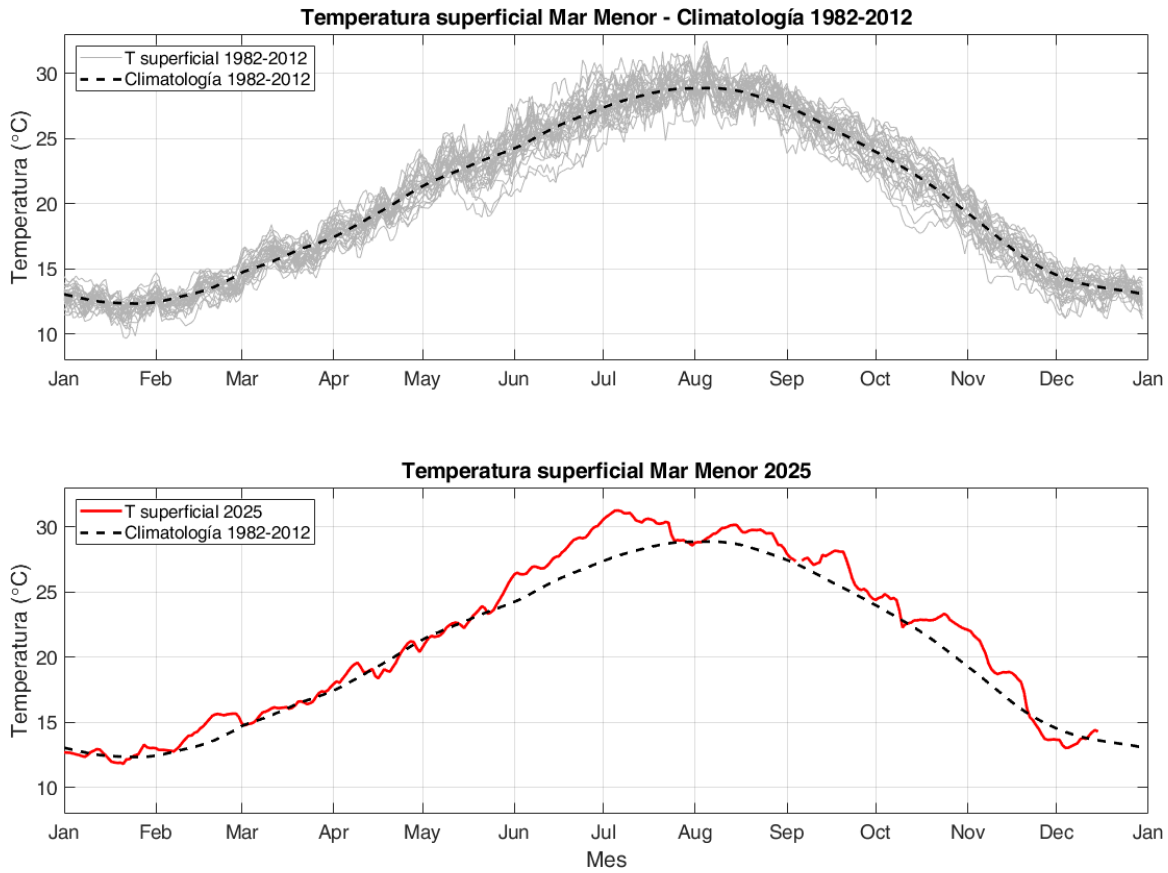 Temperatura superficial Mar Menor - Climatología 1982-2012
T superficial 1982-2012
Climatología 1982-2012
Temperatura (°C)
30
25
20
15
10
Jan Feb Mar Apr May Jun Jul Aug Sep Oct Nov Dec Jan
Temperatura superficial Mar Menor 2025
T superficial 2025
Climatología 1982-2012
Temperatura (°C)
30
25
20
15
10
Jan Feb Mar Apr May Jun Jul Aug Sep Oct Nov Dec Jan
Mes